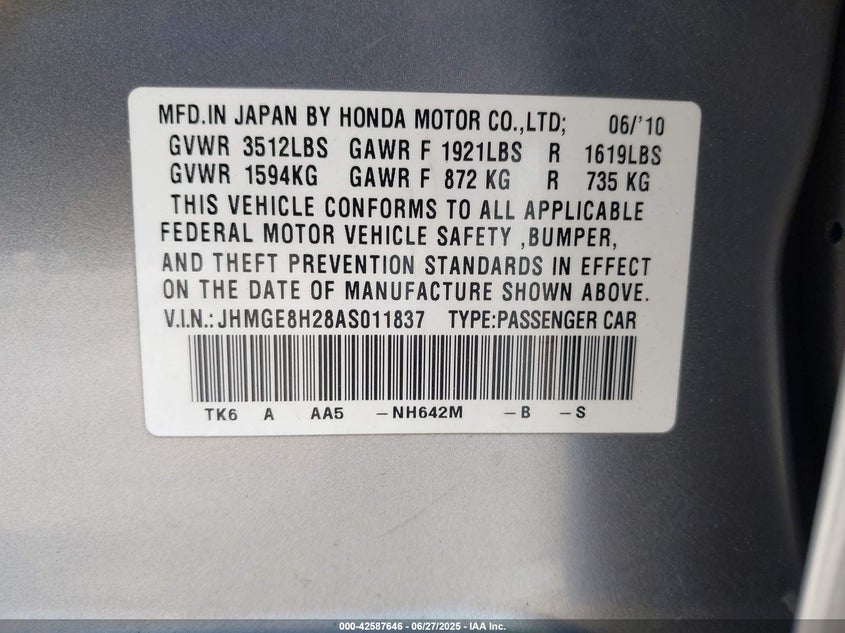 MFD.IN JAPAN BY HONDA MOTOR CO.,LTD; 06/'10
GVWR 3512LBS GAWR F 1921LBS R 1619LBS
GVWR 1594KG GAWR F 872 KG R 735 KG
THIS VEHICLE CONFORMS TO ALL APPLICABLE
FEDERAL MOTOR VEHICLE SAFETY ,BUMPER,
AND THEFT PREVENTION STANDARDS IN EFFECT
ON THE DATE OF MANUFACTURE SHOWN ABOVE.
V.I.N.: JHMGE8H28AS011837 TYPE:PASSENGER CAR
TK6 A AA5 -NH642M -B -S
000-42587646 - 06/27/2025 - IAA Inc.